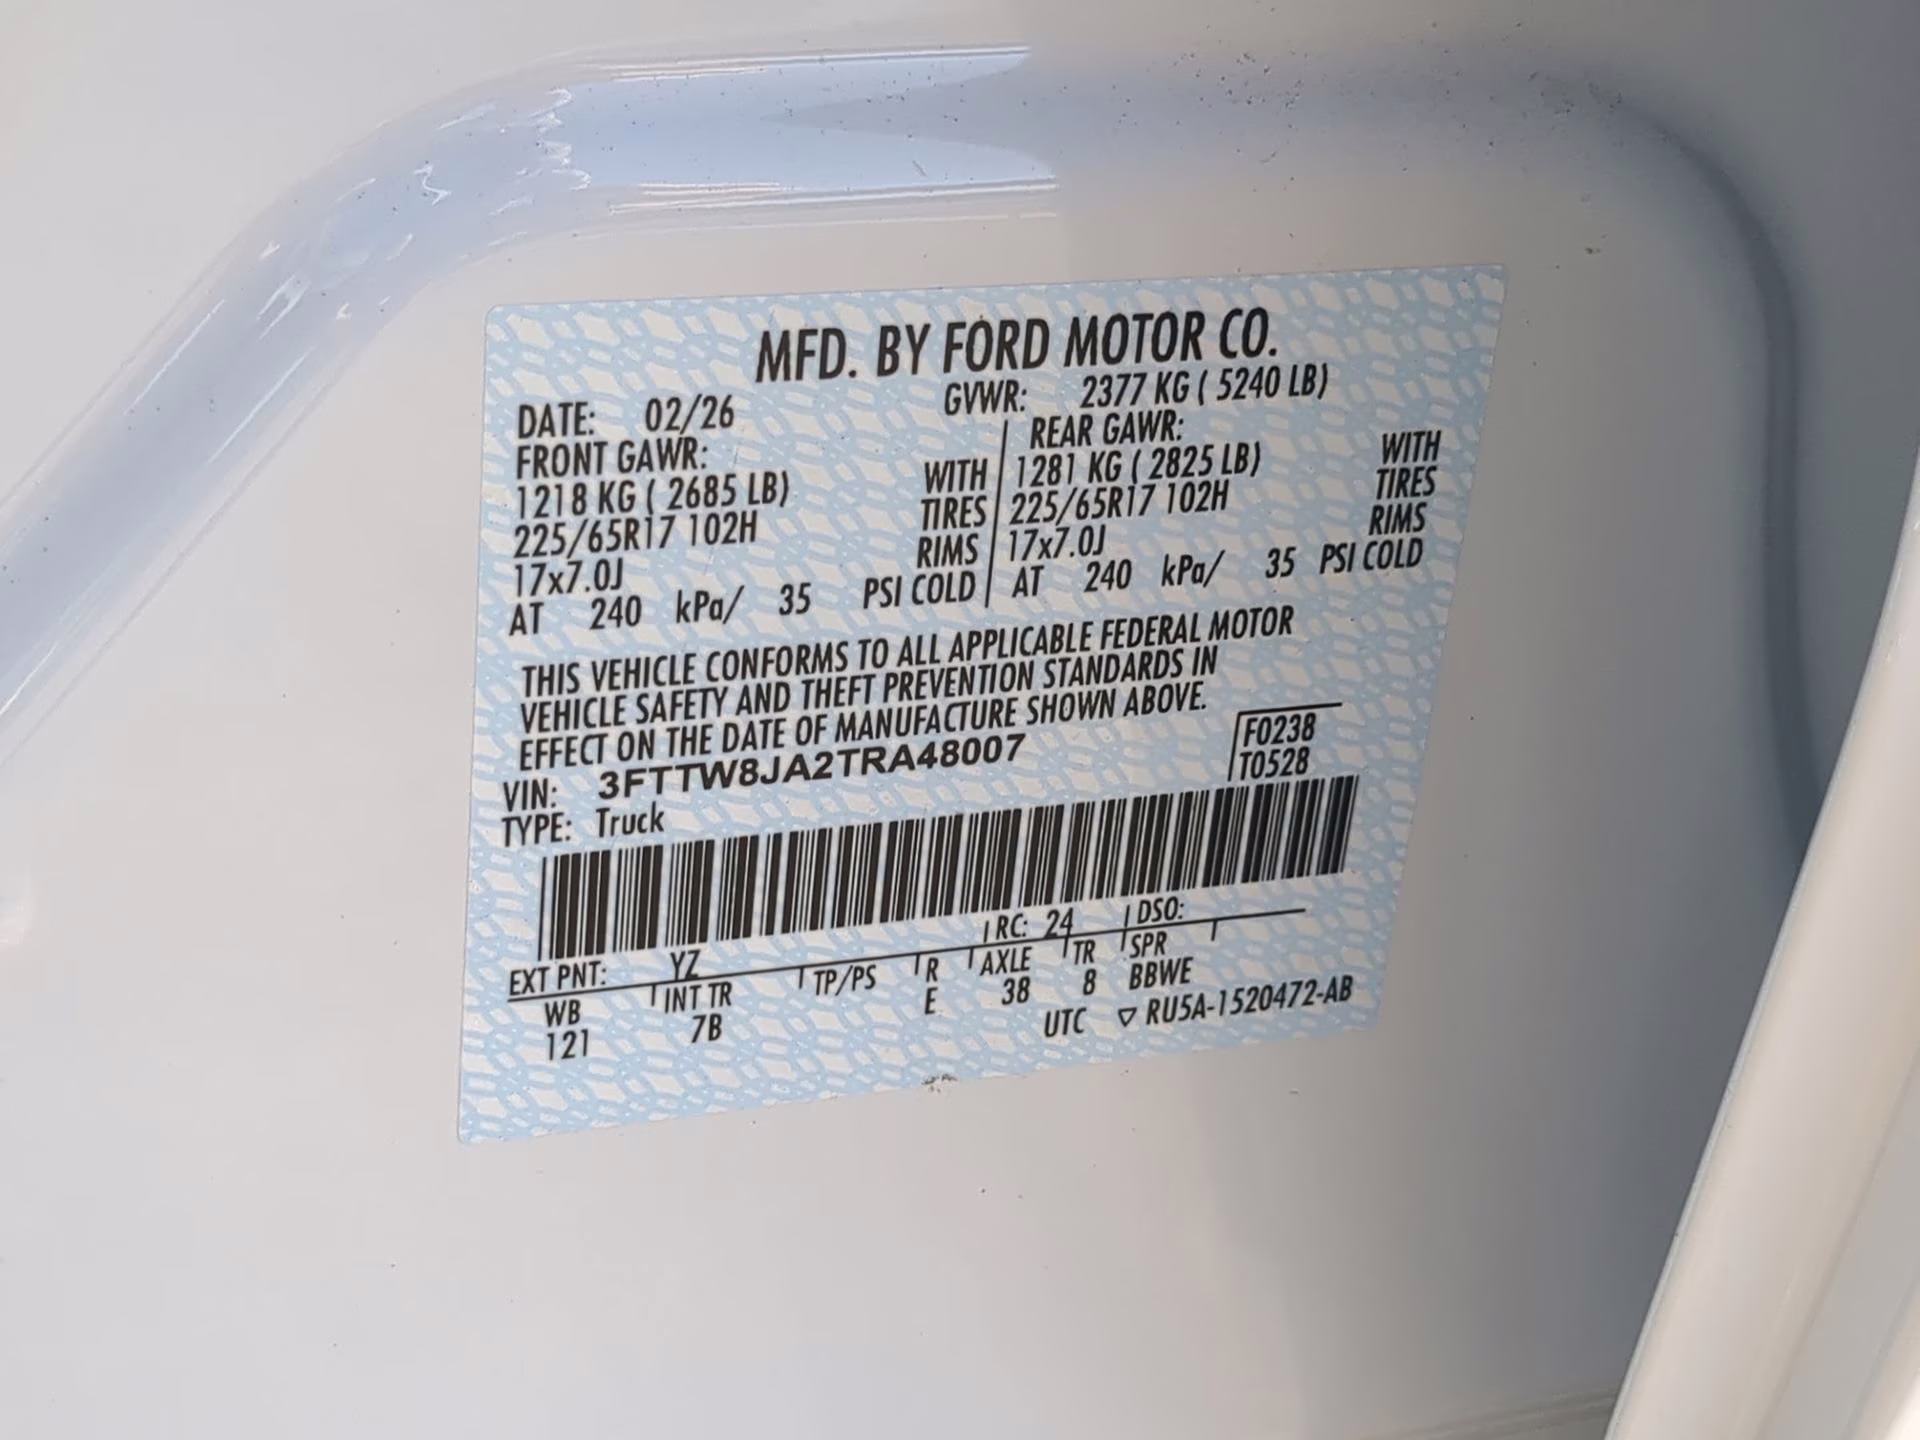 MFD. BY FORD MOTOR CO.
DATE: 02/26 GVWR: 2377 KG ( 5240 LB)
FRONT GAWR: REAR GAWR:
1218 KG ( 2685 LB) WITH 1281 KG ( 2825 LB) WITH
225/65R17 102H TIRES 225/65R17 102H TIRES
17x7.0J RIMS 17x7.0J RIMS
AT 240 kPa/ 35 PSI COLD AT 240 kPa/ 35 PSI COLD
THIS VEHICLE CONFORMS TO ALL APPLICABLE FEDERAL MOTOR
VEHICLE SAFETY AND THEFT PREVENTION STANDARDS IN
EFFECT ON THE DATE OF MANUFACTURE SHOWN ABOVE.
VIN: 3FTTW8JA2TRA48007 F0238
TYPE: Truck T0528
EXT PNT: YZ RC: 24 DSO:
WB INT TR TP/PS R AXLE TR SPR
121 7B E 38 8 BBWE
UTC ▽ RU5A-1520472-AB